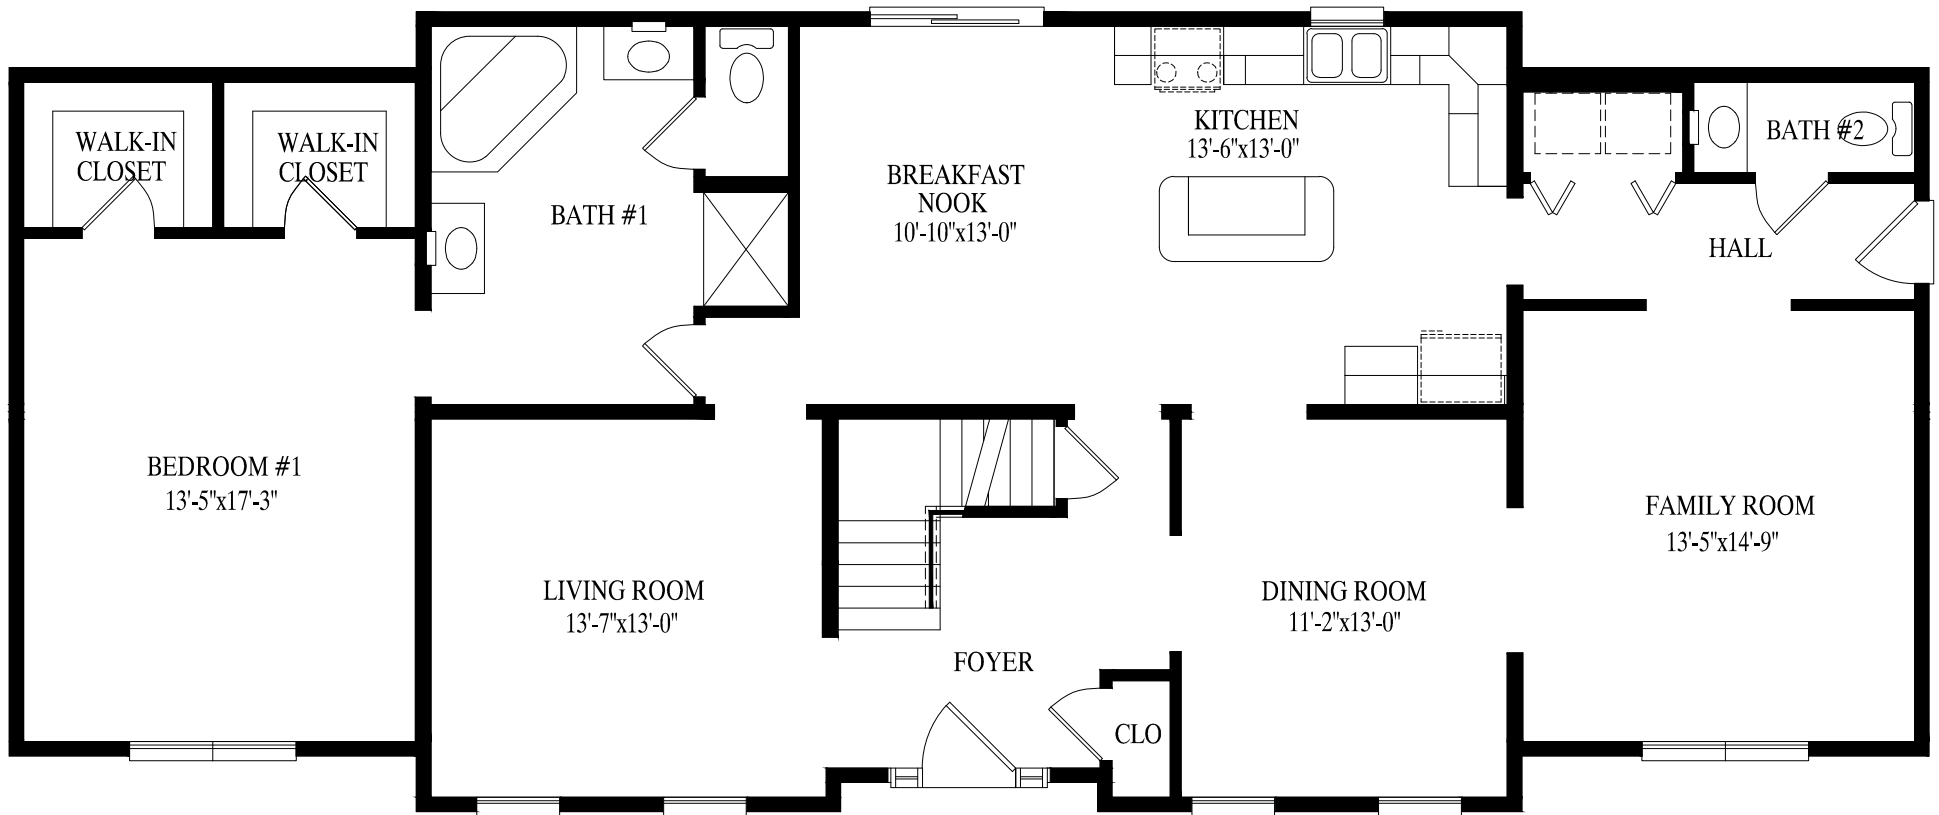 WALK-IN
CLOSET
WALK-IN
CLOSET
BATH #1
BREAKFAST
NOOK
10'-10"x13'-0"
KITCHEN
13'-6"x13'-0"
BATH #2
HALL
BEDROOM #1
13'-5"x17'-3"
LIVING ROOM
13'-7"x13'-0"
FOYER
CLO
DINING ROOM
11'-2"x13'-0"
FAMILY ROOM
13'-5"x14'-9"